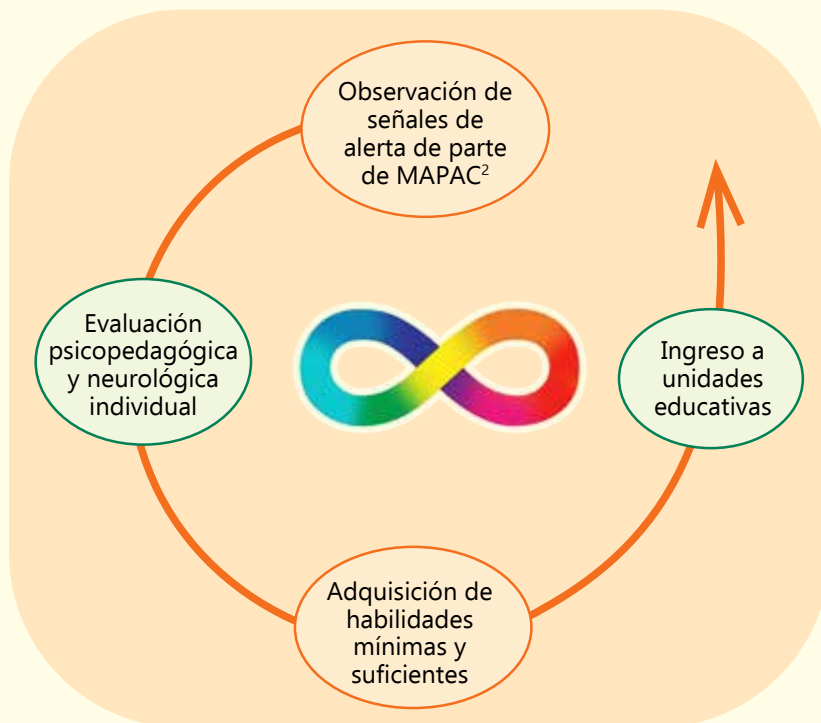 Observación de
señales de
alerta de parte
de MAPAC²
Evaluación
psicopedagógica
y neurológica
individual
Adquisición de
habilidades
mínimas y
suficientes
Ingreso a
unidades
educativas